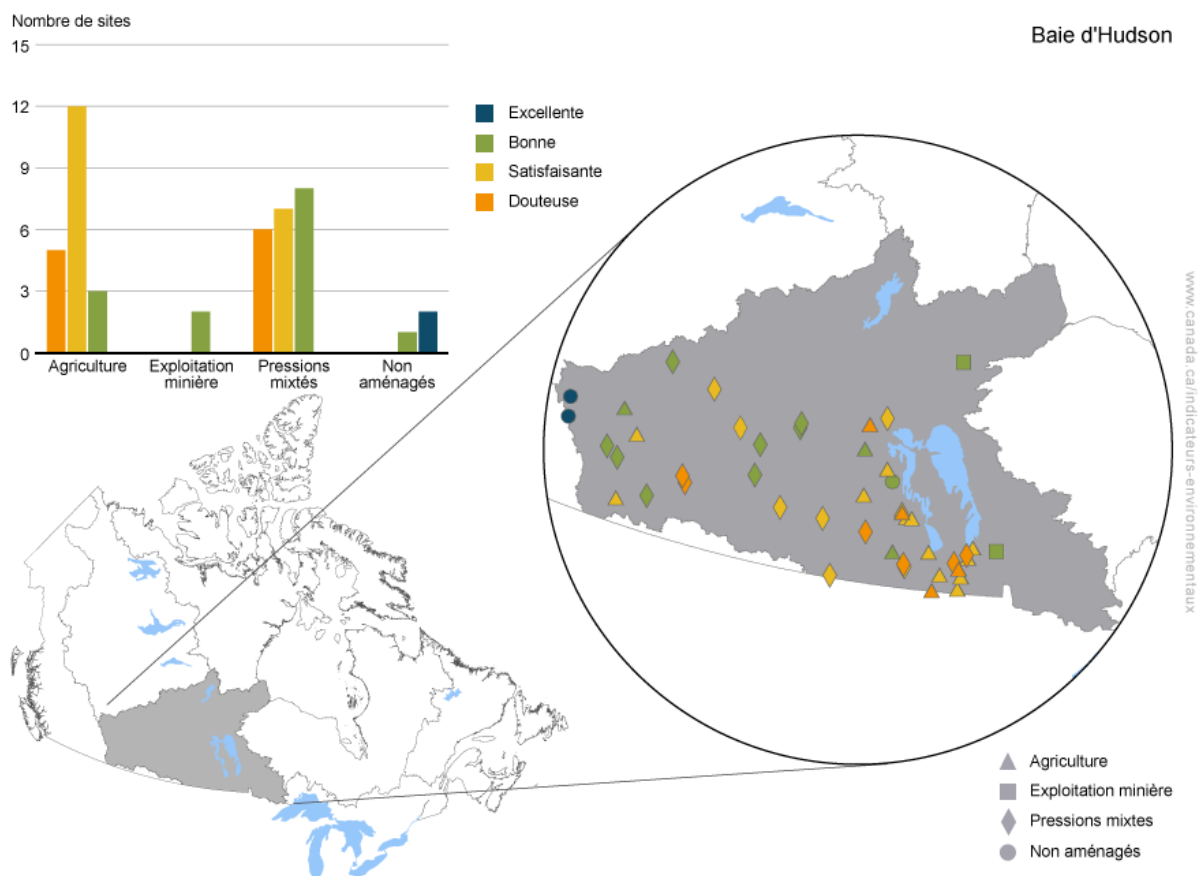 Nombre de sites
15
12
9
6
3
0
Agriculture
Exploitation
minière
Pressions
mixtés
Non
aménagés
Excellente
Bonne
Satisfaisante
Douteuse
Baie d'Hudson
www.canada.ca/indicateurs-environnementaux
Agriculture
Exploitation minière
Pressions mixtes
Non aménagés